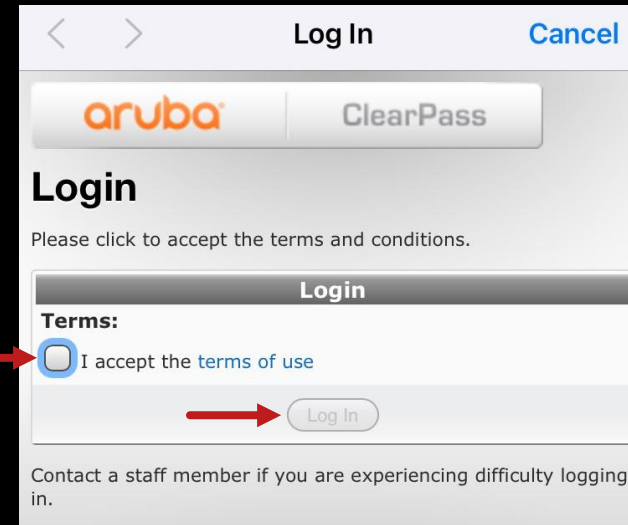 Log In Cancel
aruba ClearPass
Login
Please click to accept the terms and conditions.
Login
Terms:
I accept the terms of use
Log In
Contact a staff member if you are experiencing difficulty logging
in.